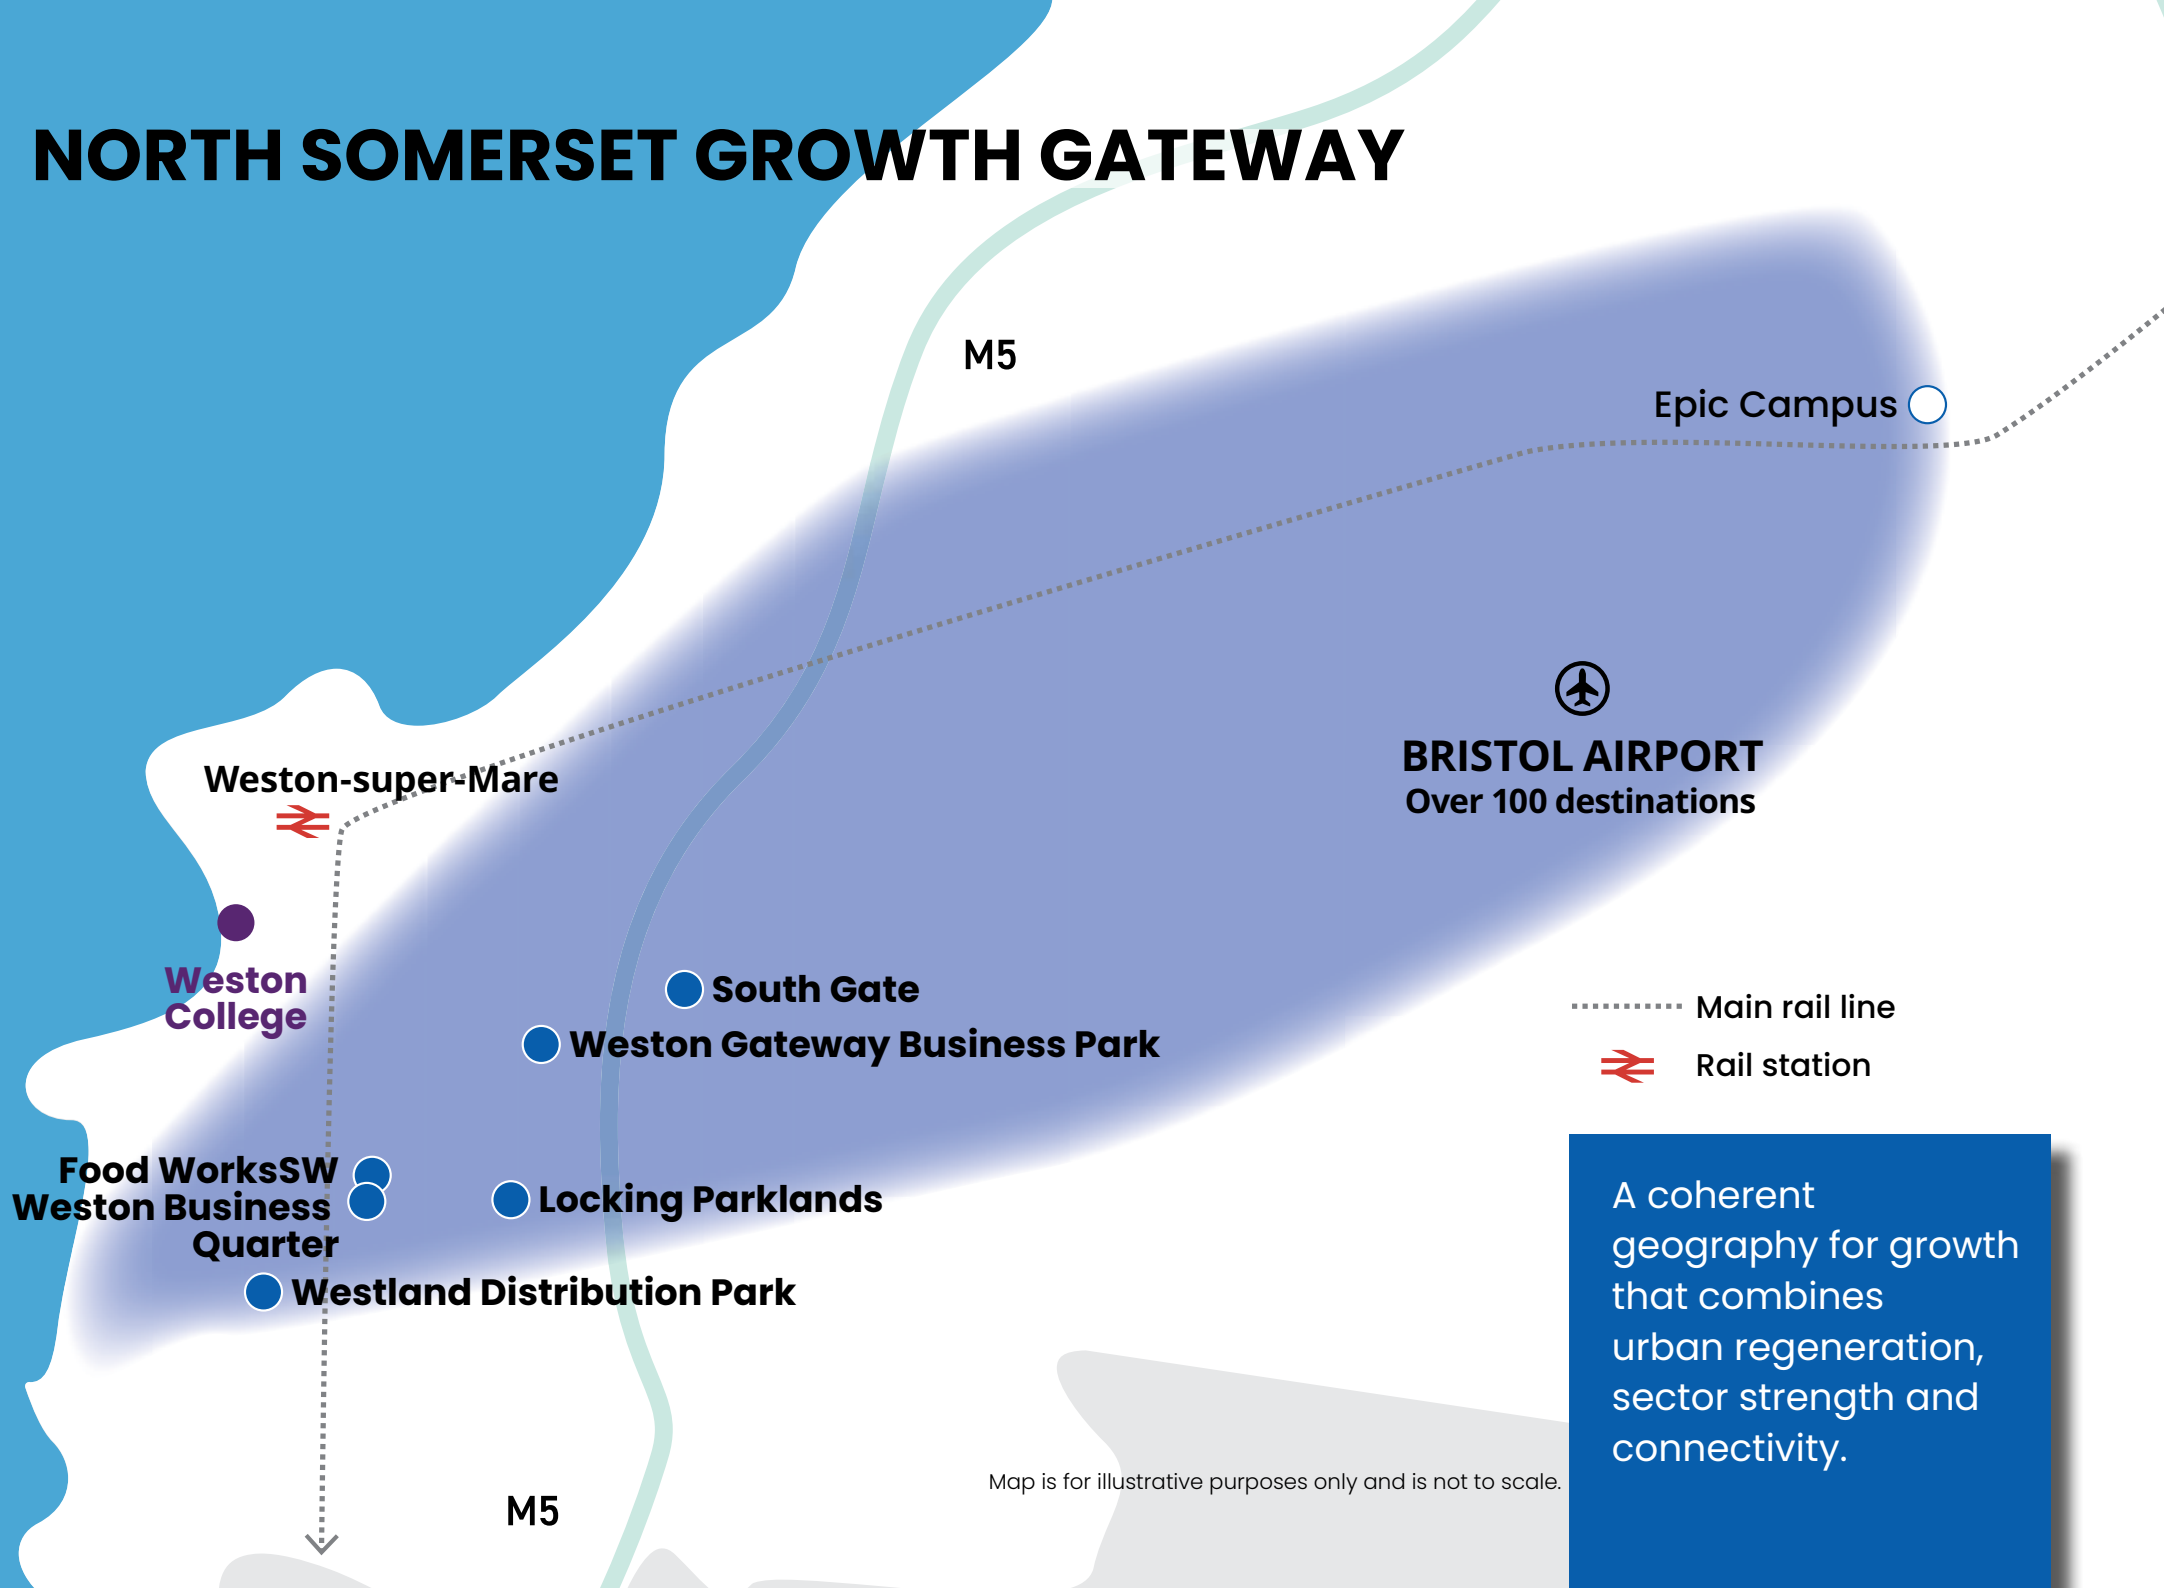 NORTH SOMERSET GROWTH GATEWAY
M5
Epic Campus
BRISTOL AIRPORT
Over 100 destinations
Weston-super-Mare
Weston
College
South Gate
Weston Gateway Business Park
Food WorksSW
Weston Business
Quarter
Locking Parklands
Westland Distribution Park
Main rail line
Rail station
A coherent
geography for growth
that combines
urban regeneration,
sector strength and
connectivity.
Map is for illustrative purposes only and is not to scale.
M5